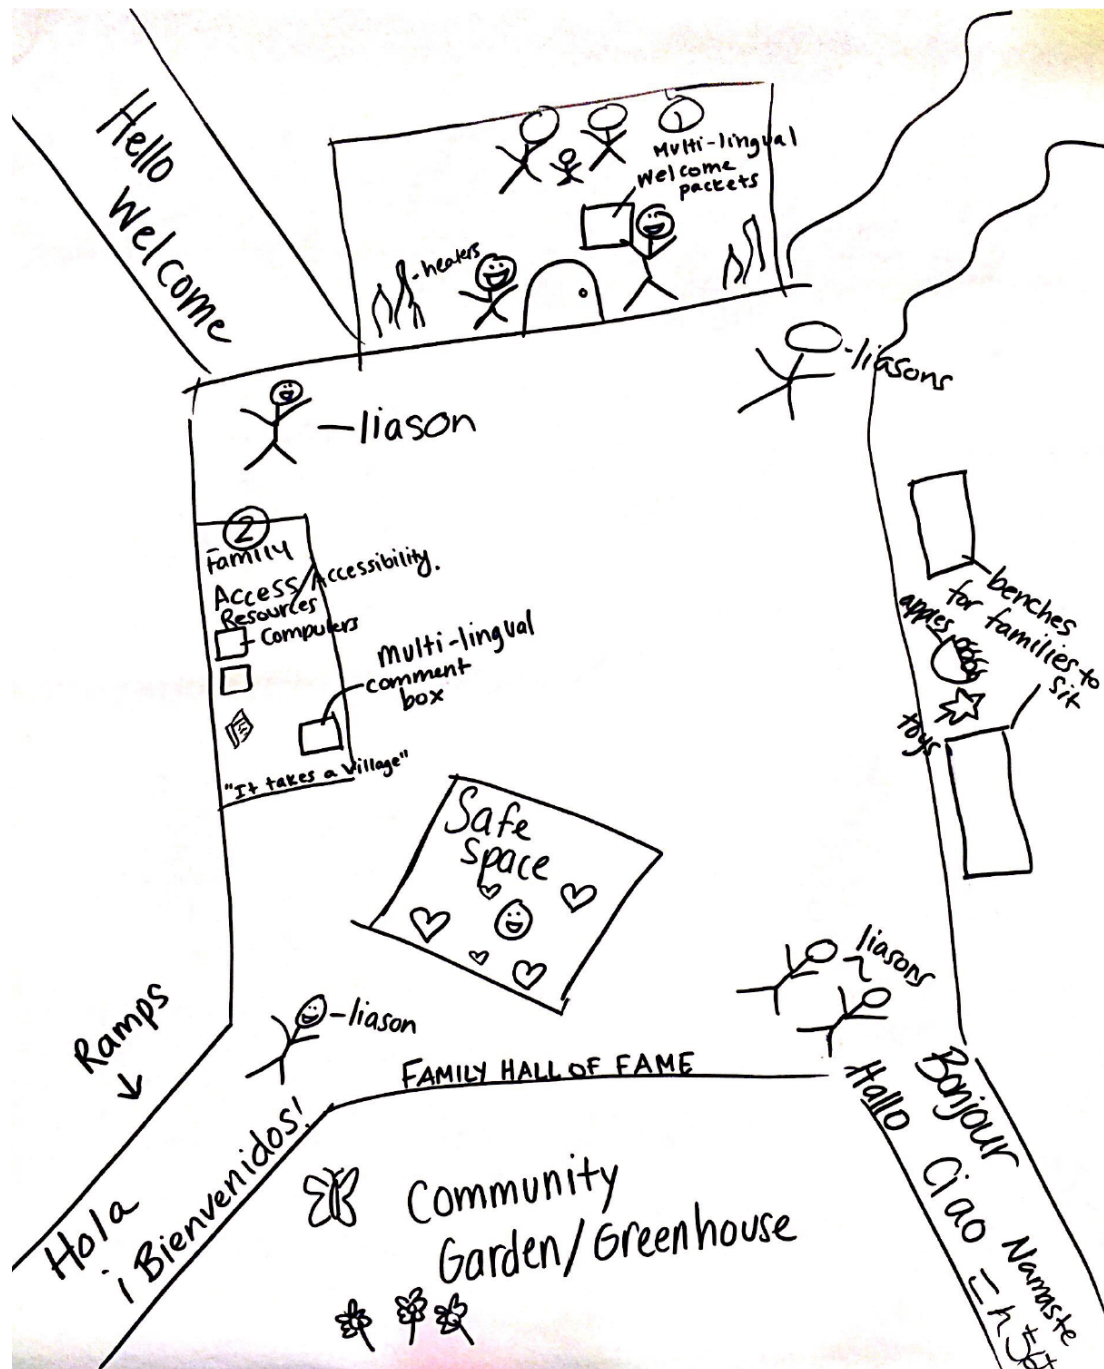 Hello
Welcome
1
Multi-lingual
Welcome
packets
-heaters
-liasons
-liason
2
Family
Access
Resources
Accessibility.
- Computers
Multi-lingual
comment
box
"It takes a village"
benches
for families to
sit
apples
toys
Safe
space
liasons
-liason
Ramps
FAMILY HALL OF FAME
Hola
¡Bienvenidos!
Community
Garden/Greenhouse
Bonjour
Hallo
Ciao
Namaste